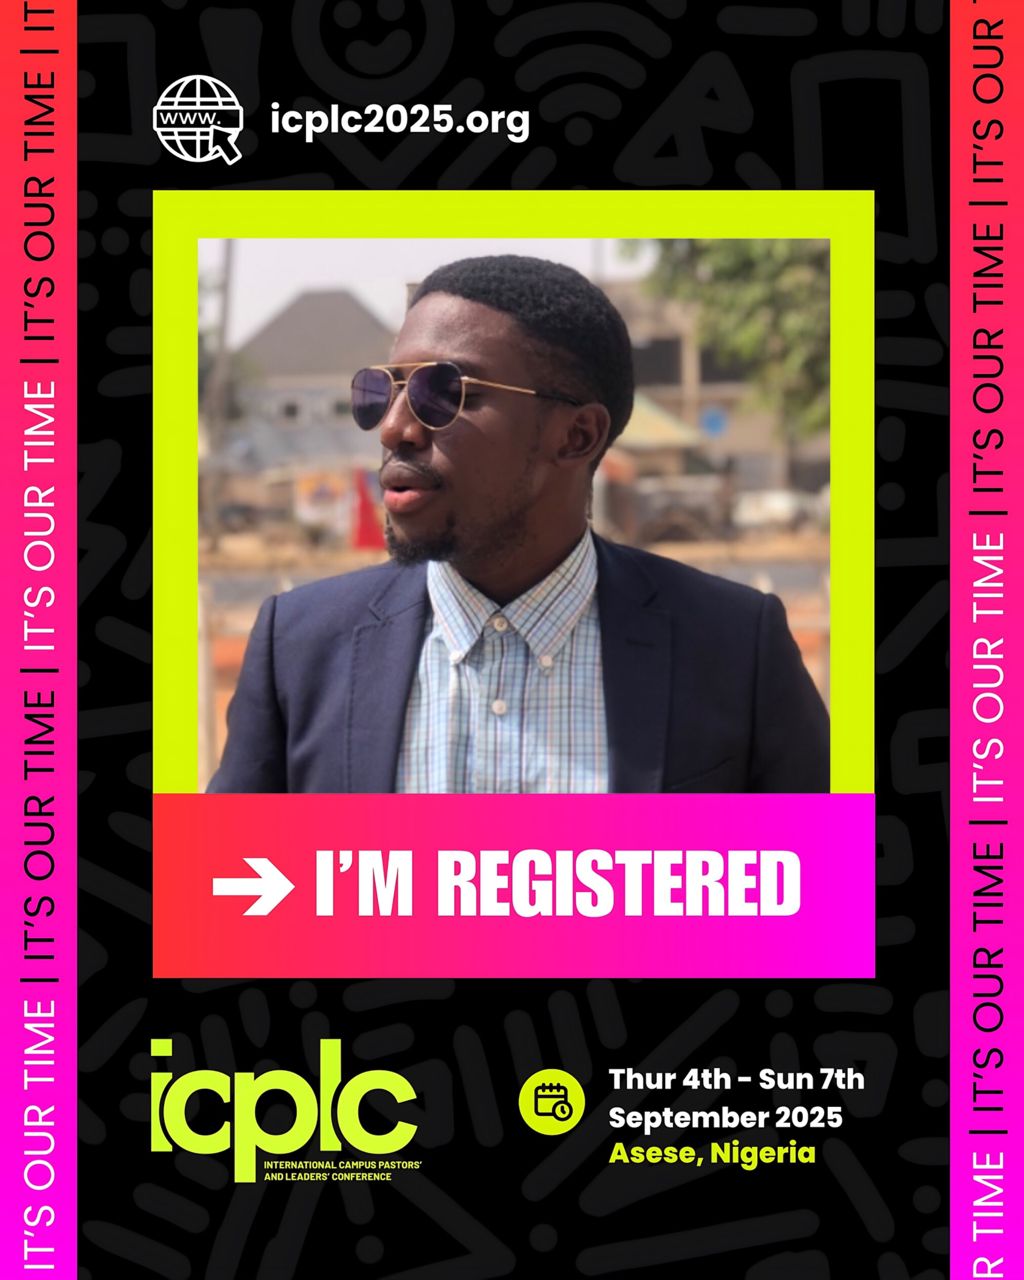 www.
icplc2025.org
IT'S OUR TIME | IT'S OUR TIME | IT'S OUR TIME | IT'S OUR TIME | IT
I'M REGISTERED
icplc
INTERNATIONAL CAMPUS PASTORS'
AND LEADERS' CONFERENCE
Thur 4th - Sun 7th
September 2025
Asese, Nigeria
R TIME | IT'S OUR TIME | IT'S OUR TIME | IT'S OUR TIME | IT'S OUR T